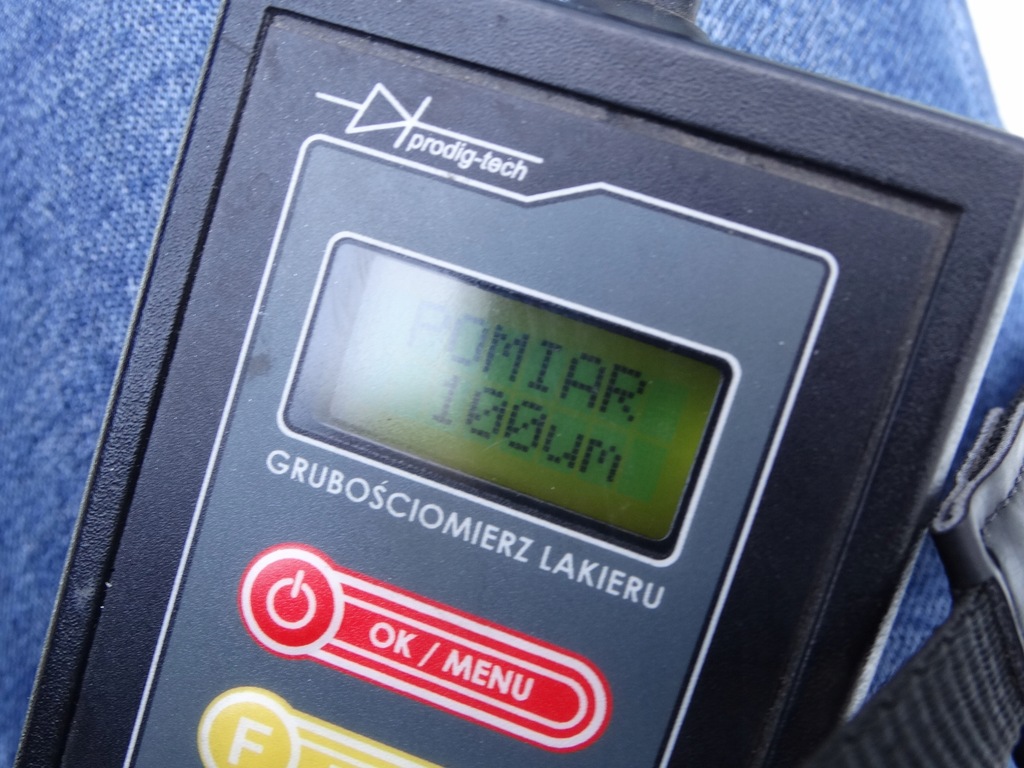 prodig-tech
POMIAR
100um
GRUBOŚCIOMIERZ LAKIERU
OK / MENU
F